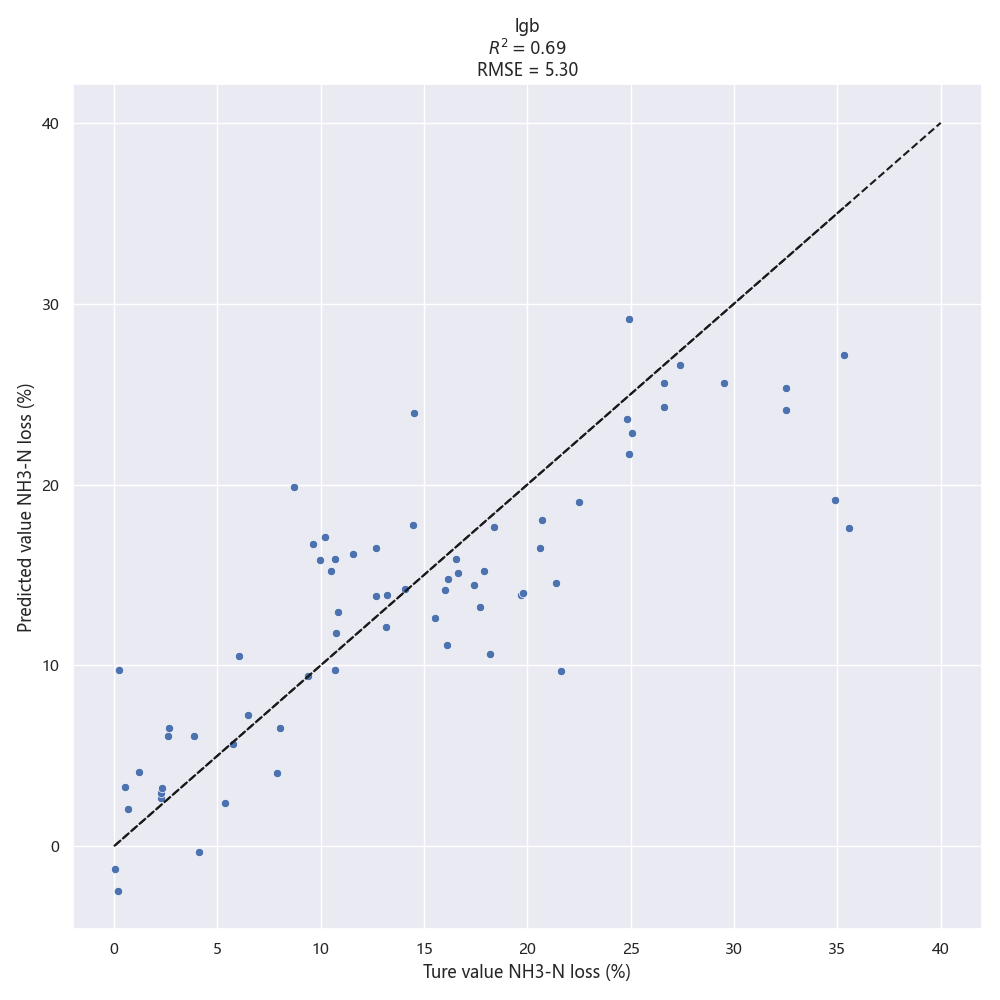 lgb
R² = 0.69
RMSE = 5.30
40
30
20
10
0
Predicted value NH3-N loss (%)
0 5 10 15 20 25 30 35 40
Ture value NH3-N loss (%)